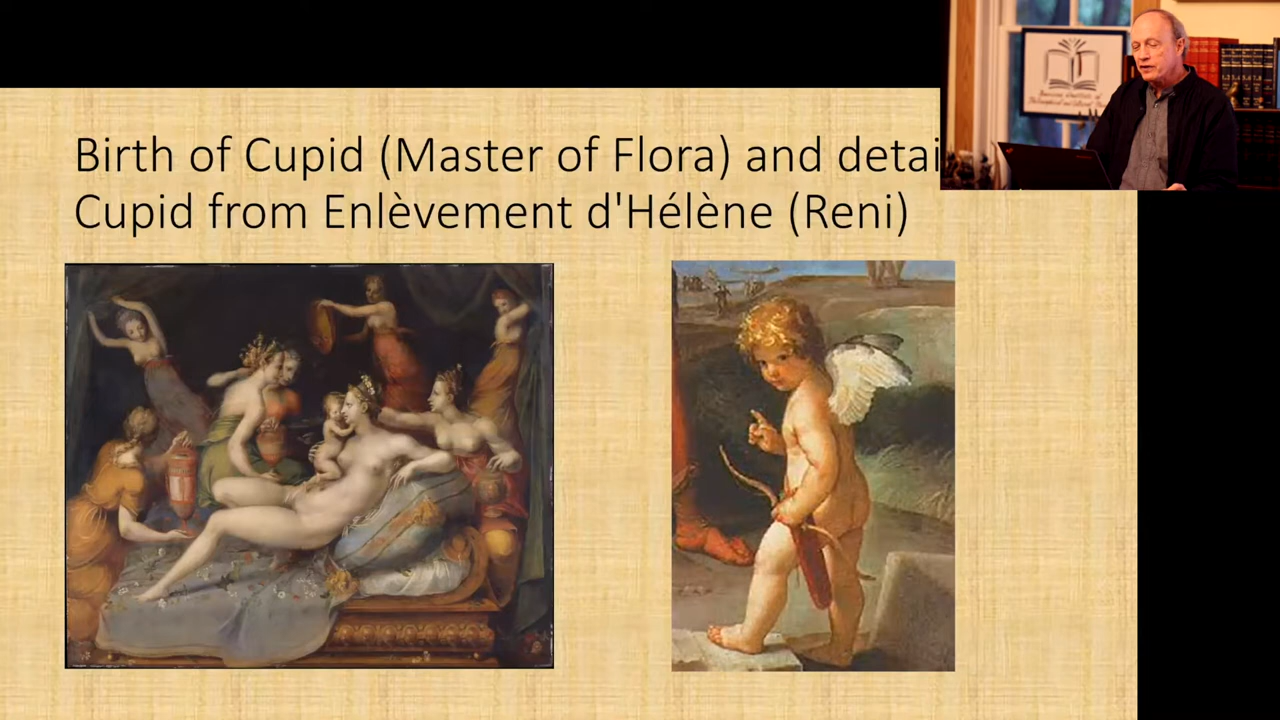 Birth of Cupid (Master of Flora) and detai
Cupid from Enlèvement d'Hélène (Reni)